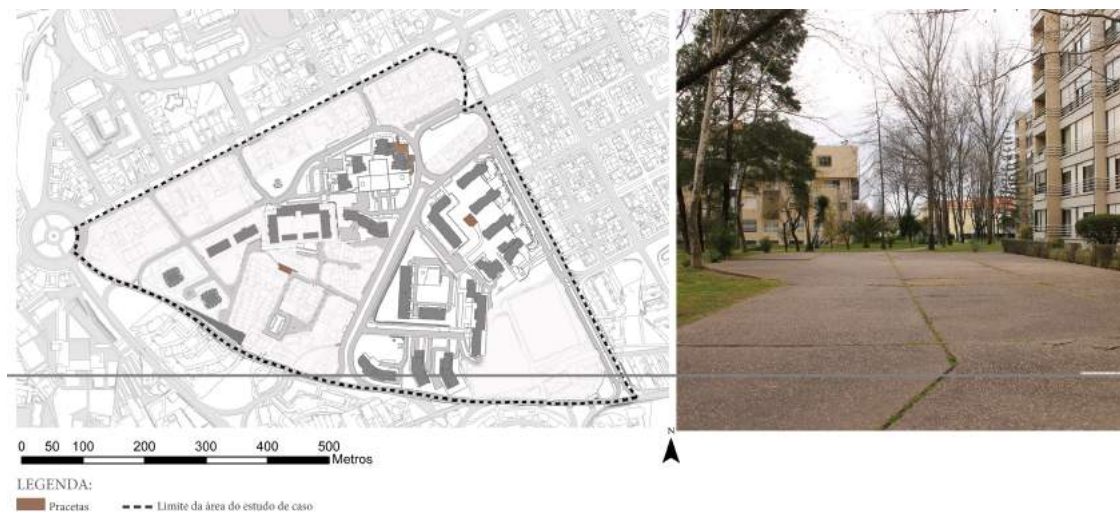 0 50 100 200 300 400 500
Metros
N
LEGENDA:
Pracetas Limite da área do estudo de caso